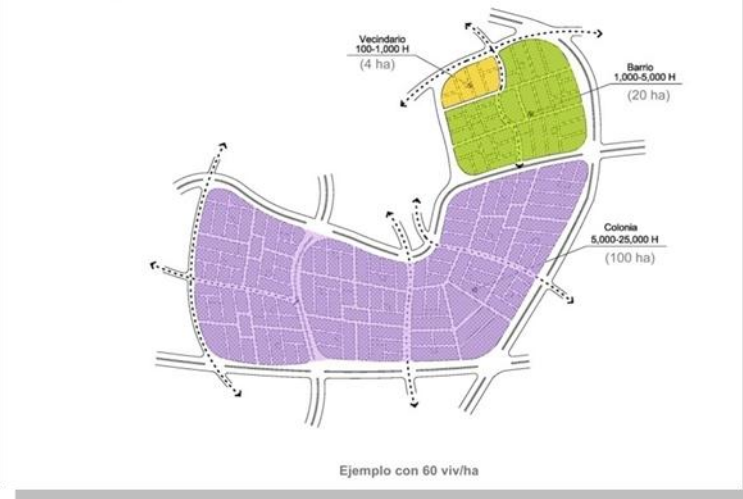 Vecindario
100-1,000 H
(4 ha)
Barrio
1,000-5,000 H
(20 ha)
Colonia
5,000-25,000 H
(100 ha)
Ejemplo con 60 viv/ha